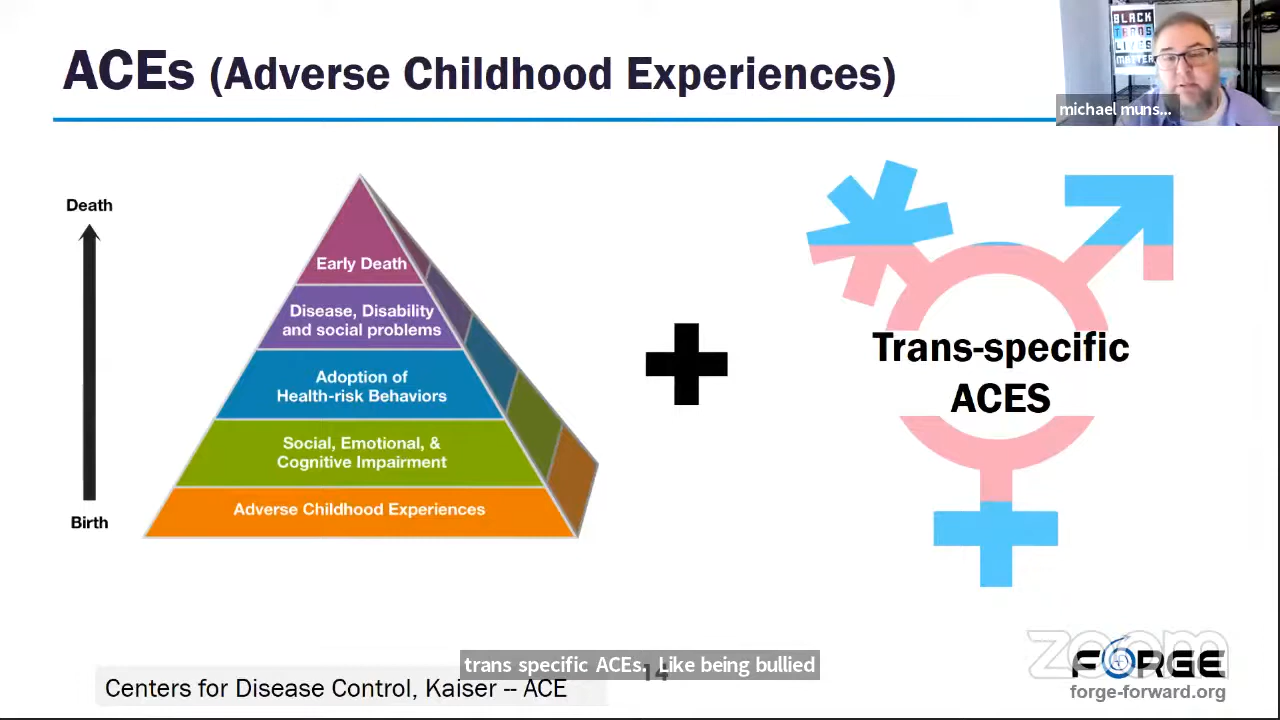 ACEs (Adverse Childhood Experiences)
BLACK
TRANS
LIVES
MATTER
michael muns...
Death
Early Death
Disease, Disability
and social problems
Adoption of
Health-risk Behaviors
Social, Emotional, &
Cognitive Impairment
Adverse Childhood Experiences
Birth
Trans-specific
ACES
trans specific ACEs. Like being bullied
14
Centers for Disease Control, Kaiser -- ACE
zoom
FORGE
forge-forward.org